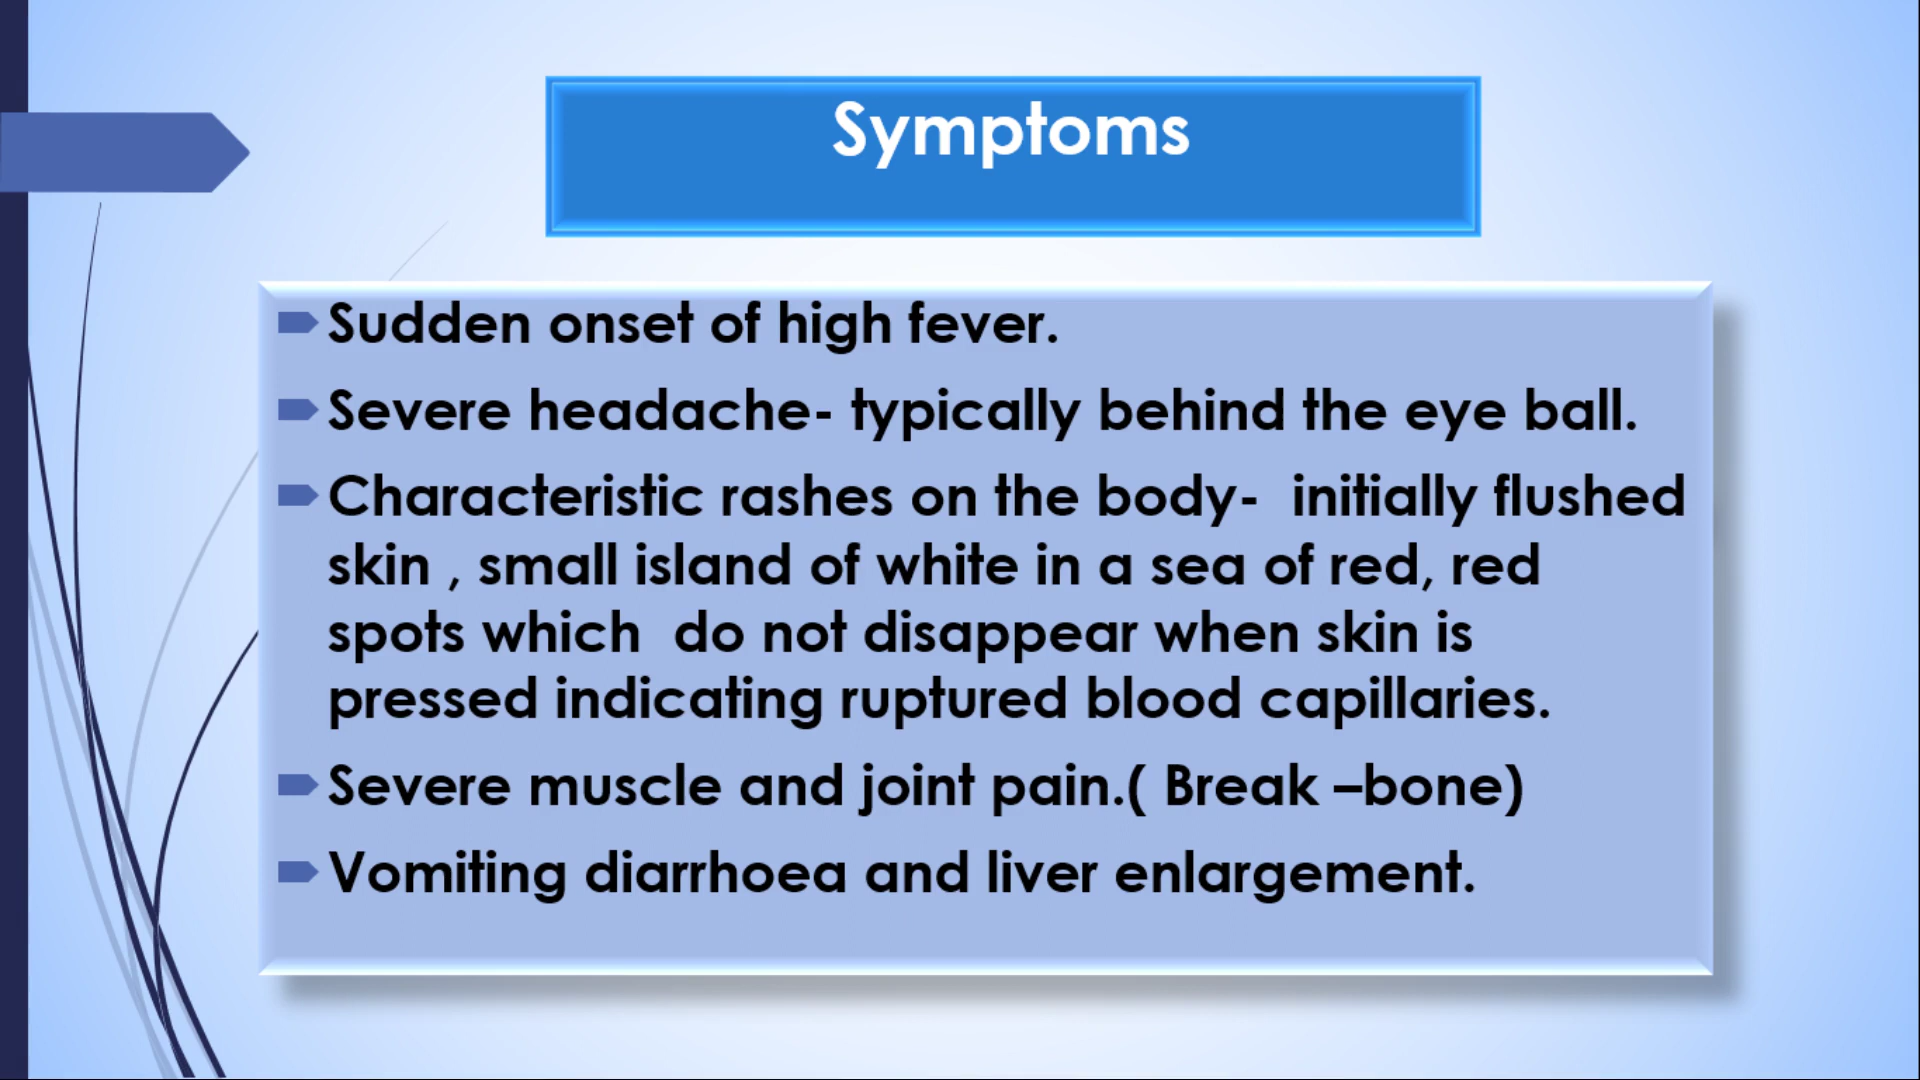 Symptoms
Sudden onset of high fever.
Severe headache- typically behind the eye ball.
Characteristic rashes on the body-  initially flushed
skin , small island of white in a sea of red, red
spots which  do not disappear when skin is
pressed indicating ruptured blood capillaries.
Severe muscle and joint pain.( Break –bone)
Vomiting diarrhoea and liver enlargement.